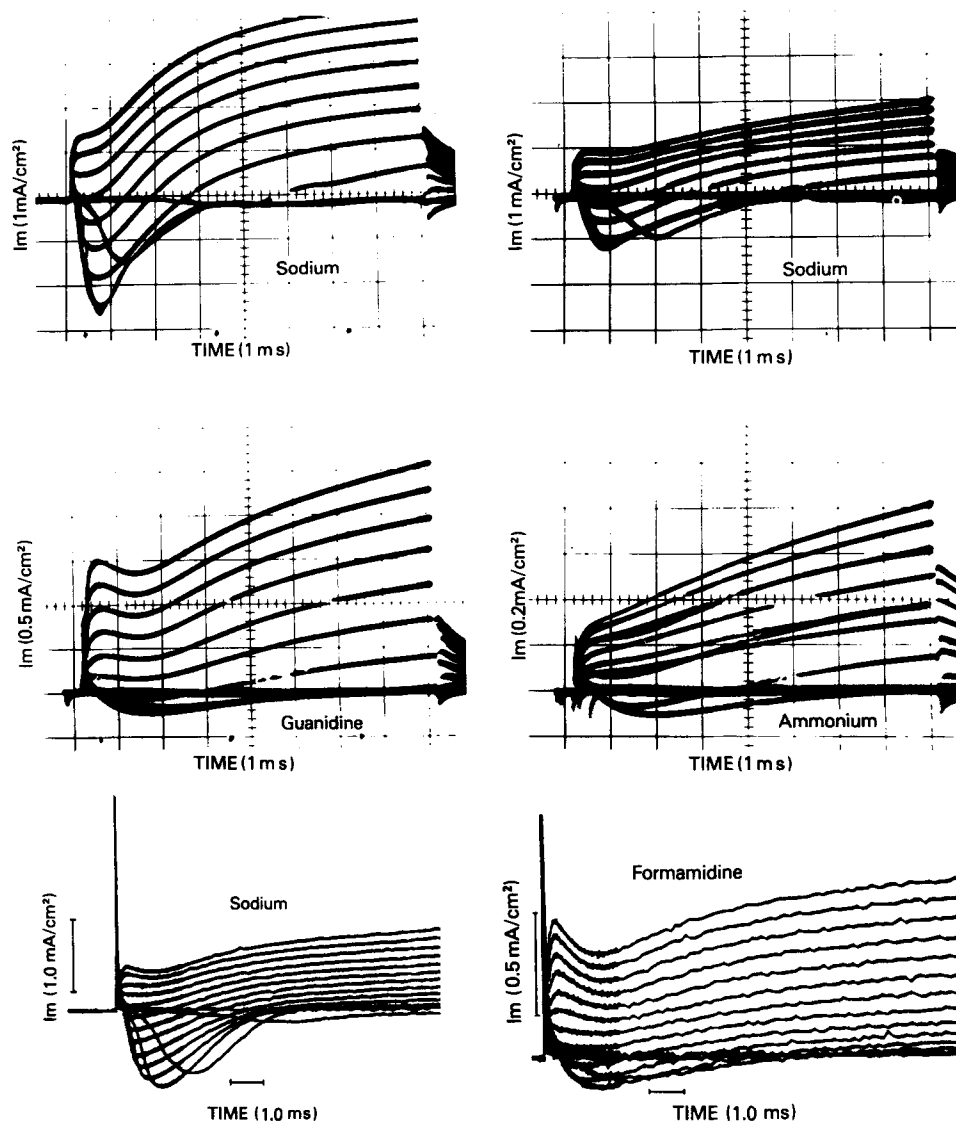 Im (1mA/cm²)
Sodium
TIME (1 ms)
Im (1 mA/cm²)
Sodium
TIME (1 ms)
Im (0.5 mA/cm²)
Guanidine
TIME (1 ms)
Im (0.2mA/cm²)
Ammonium
TIME (1 ms)
Im (1.0 mA/cm²)
Sodium
TIME (1.0 ms)
Im (0.5 mA/cm²)
Formamidine
TIME (1.0 ms)